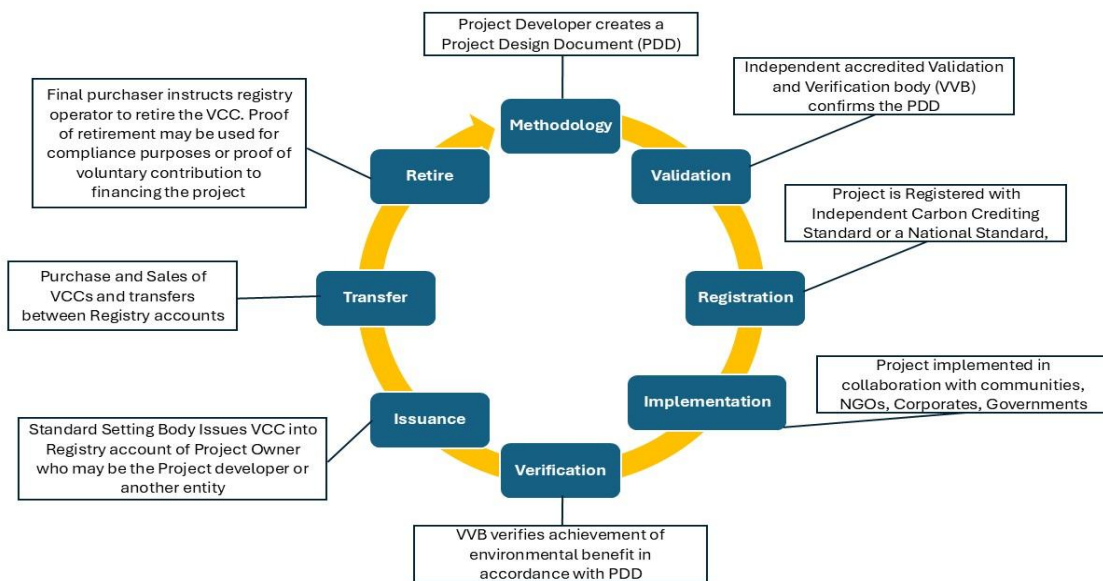 Project Developer creates a
Project Design Document (PDD)
Methodology
Independent accredited Validation
and Verification body (VVB)
confirms the PDD
Validation
Project is Registered with
Independent Carbon Crediting
Standard or a National Standard,
Registration
Project implemented in
collaboration with communities,
NGOs, Corporates, Governments
Implementation
Verification
VVB verifies achievement of
environmental benefit in
accordance with PDD
Issuance
Standard Setting Body Issues VCC into
Registry account of Project Owner
who may be the Project developer or
another entity
Transfer
Purchase and Sales of
VCCs and transfers
between Registry accounts
Retire
Final purchaser instructs registry
operator to retire the VCC. Proof
of retirement may be used for
compliance purposes or proof of
voluntary contribution to
financing the project